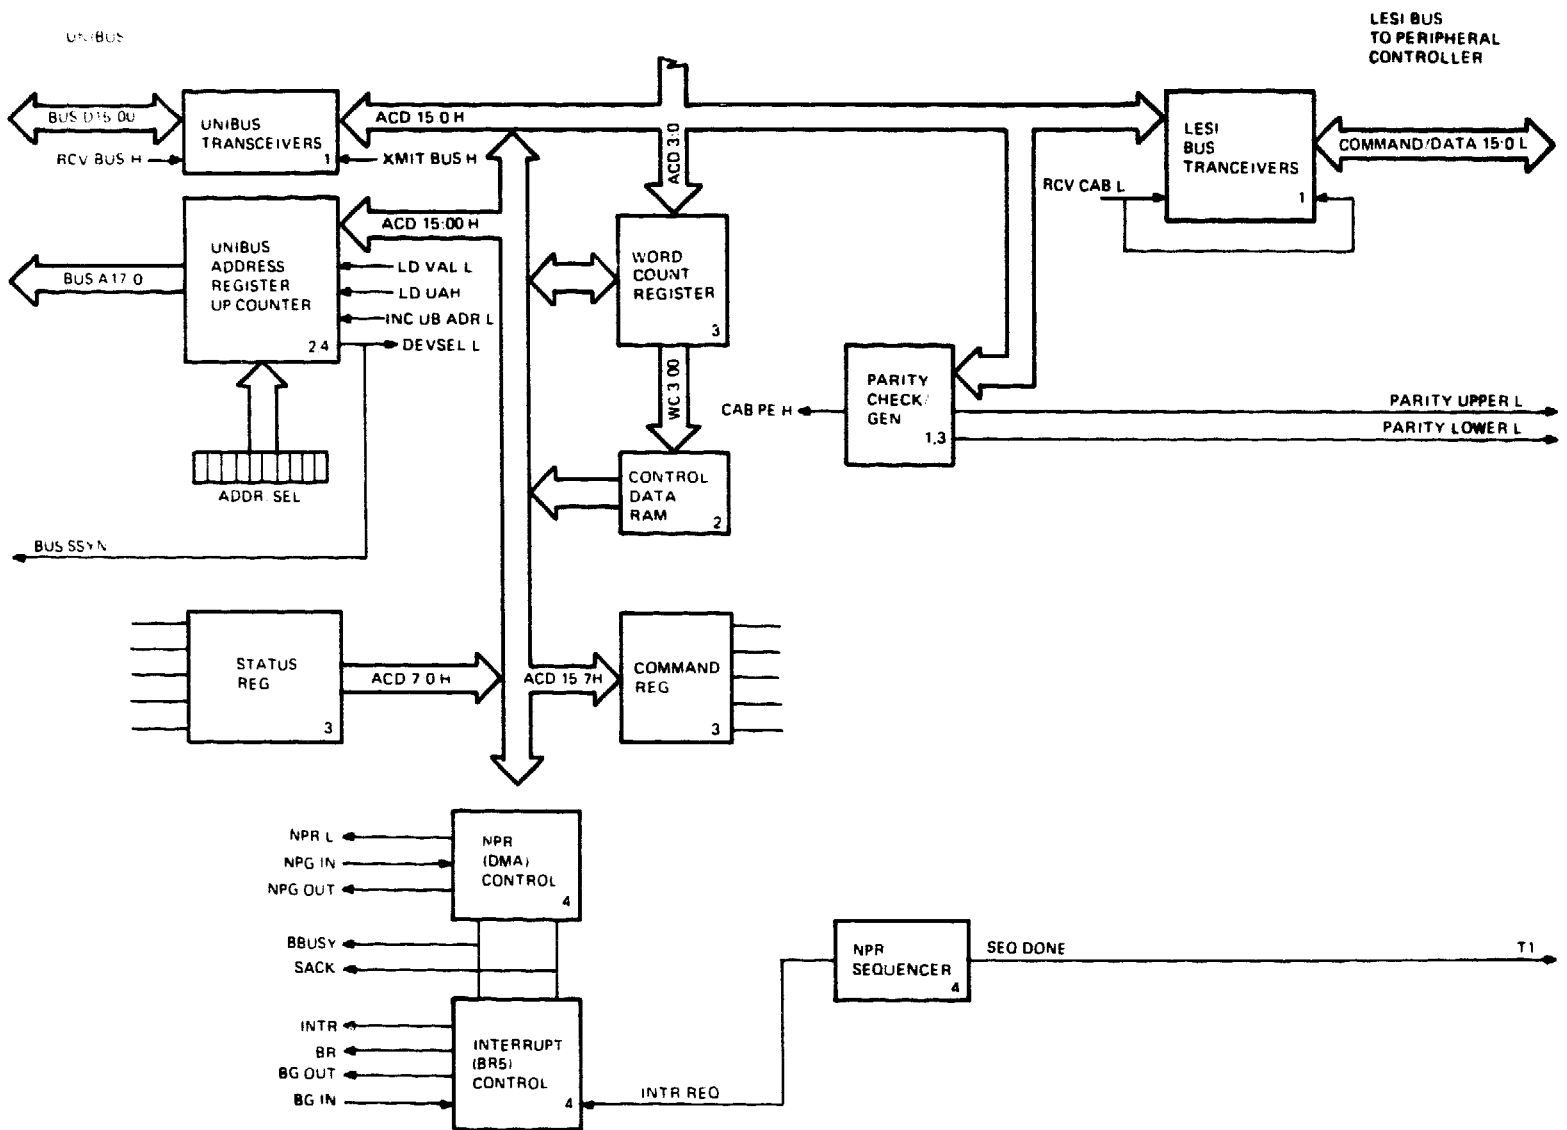 UNIBUS
LESI BUS
TO PERIPHERAL
CONTROLLER
BUS D15 00
UNIBUS
TRANSCEIVERS
1
RCV BUS H
XMIT BUS H
ACD 15:0 H
ACD 3:0
LESI
BUS
TRANCEIVERS
1
RCV CAB L
COMMAND/DATA 15:0 L
UNIBUS
ADDRESS
REGISTER
UP COUNTER
2.4
ACD 15:00 H
LD VAL L
LD UAH
INC UB ADR L
DEVSEL L
BUS A17 0
WORD
COUNT
REGISTER
3
WC 3 00
PARITY
CHECK/
GEN
1,3
CAB PE H
PARITY UPPER L
PARITY LOWER L
ADDR. SEL
CONTROL
DATA
RAM
2
BUS SSYN
STATUS
REG
3
ACD 7 0 H
ACD 15 7H
COMMAND
REG
3
NPR L
NPG IN
NPG OUT
NPR
(DMA)
CONTROL
4
BBUSY
SACK
NPR
SEQUENCER
4
SEQ DONE
T1
INTR
BR
BG OUT
BG IN
INTERRUPT
(BR5)
CONTROL
4
INTR REQ